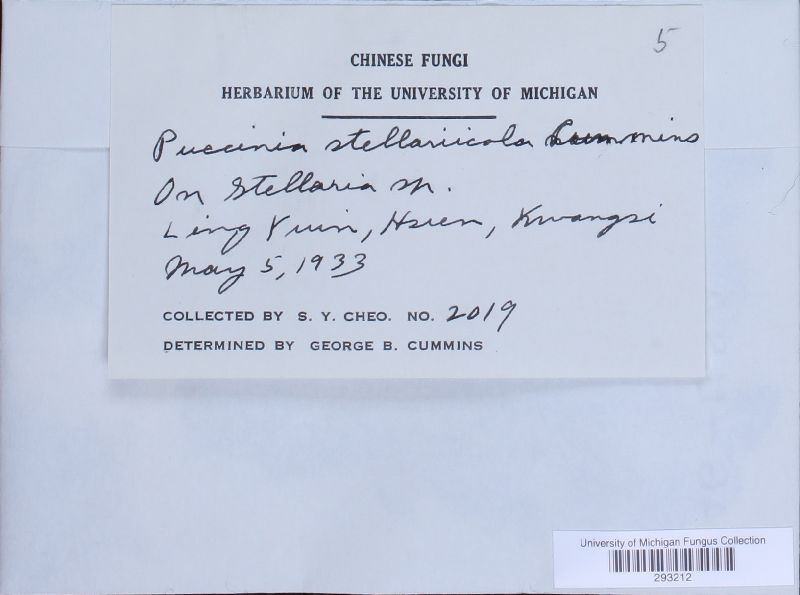 5
CHINESE FUNGI
HERBARIUM OF THE UNIVERSITY OF MICHIGAN
Puccinia stellariicola Cummins
On Stellaria sp.
Ling Yuin, Hsien, Kwangsi
May 5, 1933
COLLECTED BY S. Y. CHEO. NO. 2019
DETERMINED BY GEORGE B. CUMMINS
University of Michigan Fungus Collection
293212